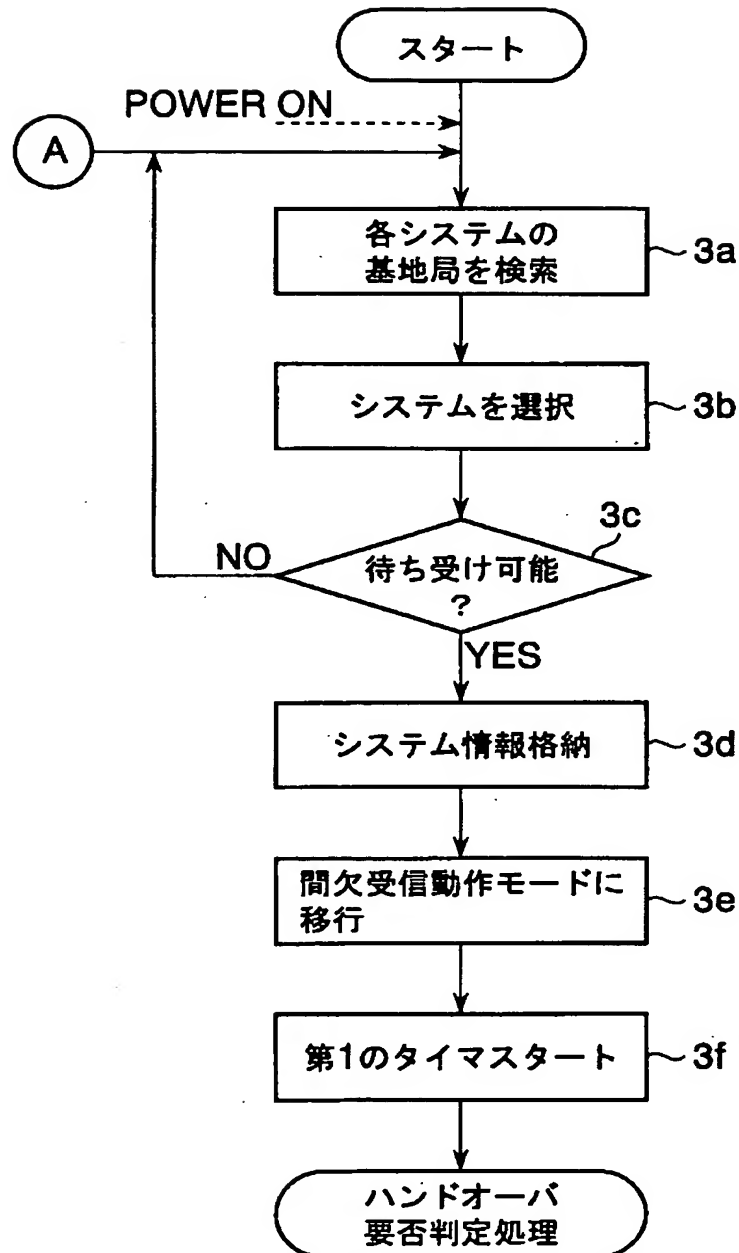 スタート
POWER ON
A
各システムの
基地局を検索
3a
システムを選択
3b
3c
待ち受け可能
?
NO
YES
システム情報格納
3d
間欠受信動作モードに
移行
3e
第1のタイマスタート
3f
ハンドオーバ
要否判定処理